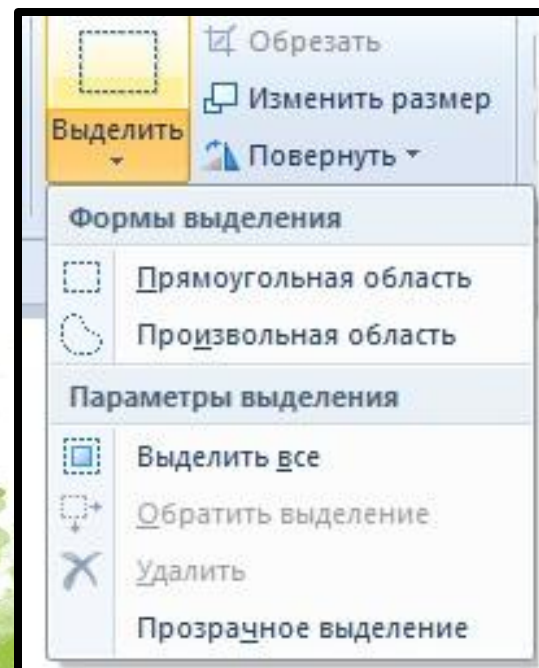 Обрезать
Изменить размер
Выделить
Повернуть
Формы выделения
Прямоугольная область
Произвольная область
Параметры выделения
Выделить все
Обратить выделение
Удалить
Прозрачное выделение